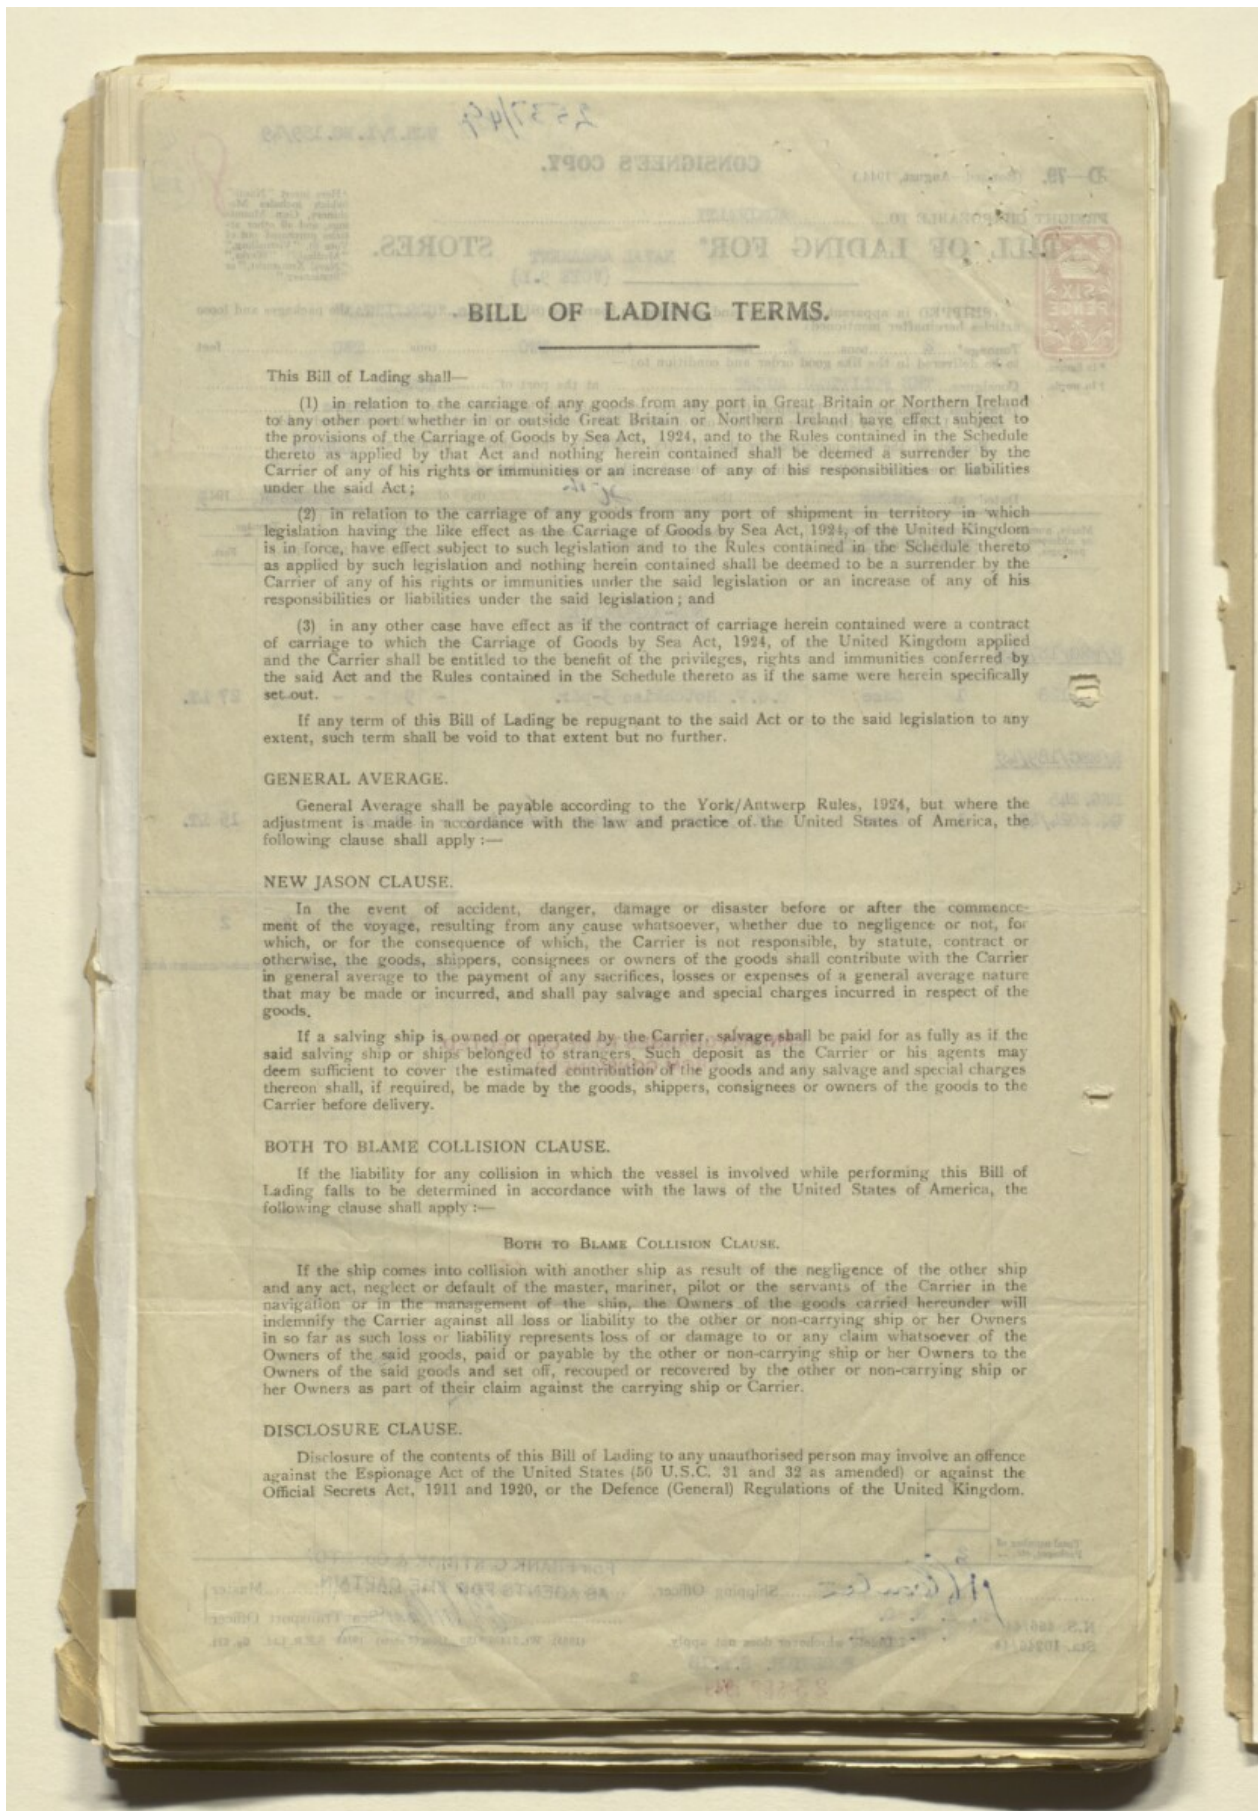 BILL OF LADING TERMS.
This Bill of Lading shall—
(1) in relation to the carriage of any goods from any port in Great Britain or Northern Ireland
to any other port whether in or outside Great Britain or Northern Ireland have effect subject to
the provisions of the Carriage of Goods by Sea Act, 1924, and to the Rules contained in the Schedule
thereto as applied by that Act and nothing herein contained shall be deemed a surrender by the
Carrier of any of his rights or immunities or an increase of any of his responsibilities or liabilities
under the said Act;
(2) in relation to the carriage of any goods from any port of shipment in territory in which
legislation having the like effect as the Carriage of Goods by Sea Act, 1924, of the United Kingdom
is in force, have effect subject to such legislation and to the Rules contained in the Schedule thereto
as applied by such legislation and nothing herein contained shall be deemed to be a surrender by the
Carrier of any of his rights or immunities under the said legislation or an increase of any of his
responsibilities or liabilities under the said legislation; and
(3) in any other case have effect as if the contract of carriage herein contained were a contract
of carriage to which the Carriage of Goods by Sea Act, 1924, of the United Kingdom applied
and the Carrier shall be entitled to the benefit of the privileges, rights and immunities conferred by
the said Act and the Rules contained in the Schedule thereto as if the same were herein specifically
set out.
If any term of this Bill of Lading be repugnant to the said Act or to the said legislation to any
extent, such term shall be void to that extent but no further.
GENERAL AVERAGE.
General Average shall be payable according to the York/Antwerp Rules, 1924, but where the
adjustment is made in accordance with the law and practice of the United States of America, the
following clause shall apply :—
NEW JASON CLAUSE.
In the event of accident, danger, damage or disaster before or after the commence-
ment of the voyage, resulting from any cause whatsoever, whether due to negligence or not, for
which, or for the consequence of which, the Carrier is not responsible, by statute, contract or
otherwise, the goods, shippers, consignees or owners of the goods shall contribute with the Carrier
in general average to the payment of any sacrifices, losses or expenses of a general average nature
that may be made or incurred, and shall pay salvage and special charges incurred in respect of the
goods.
If a salving ship is owned or operated by the Carrier, salvage shall be paid for as fully as if the
said salving ship or ships belonged to strangers. Such deposit as the Carrier or his agents may
deem sufficient to cover the estimated contribution of the goods and any salvage and special charges
thereon shall, if required, be made by the goods, shippers, consignees or owners of the goods to the
Carrier before delivery.
BOTH TO BLAME COLLISION CLAUSE.
If the liability for any collision in which the vessel is involved while performing this Bill of
Lading falls to be determined in accordance with the laws of the United States of America, the
following clause shall apply :—
BOTH TO BLAME COLLISION CLAUSE.
If the ship comes into collision with another ship as result of the negligence of the other ship
and any act, neglect or default of the master, mariner, pilot or the servants of the Carrier in the
navigation or in the management of the ship, the Owners of the goods carried hereunder will
indemnify the Carrier against all loss or liability to the other or non-carrying ship or her Owners
in so far as such loss or liability represents loss of or damage to or any claim whatsoever of the
Owners of the said goods, paid or payable by the other or non-carrying ship or her Owners to the
Owners of the said goods and set off, recouped or recovered by the other or non-carrying ship or
her Owners as part of their claim against the carrying ship or Carrier.
DISCLOSURE CLAUSE.
Disclosure of the contents of this Bill of Lading to any unauthorised person may involve an offence
against the Espionage Act of the United States (50 U.S.C. 31 and 32 as amended) or against the
Official Secrets Act, 1911 and 1920, or the Defence (General) Regulations of the United Kingdom.